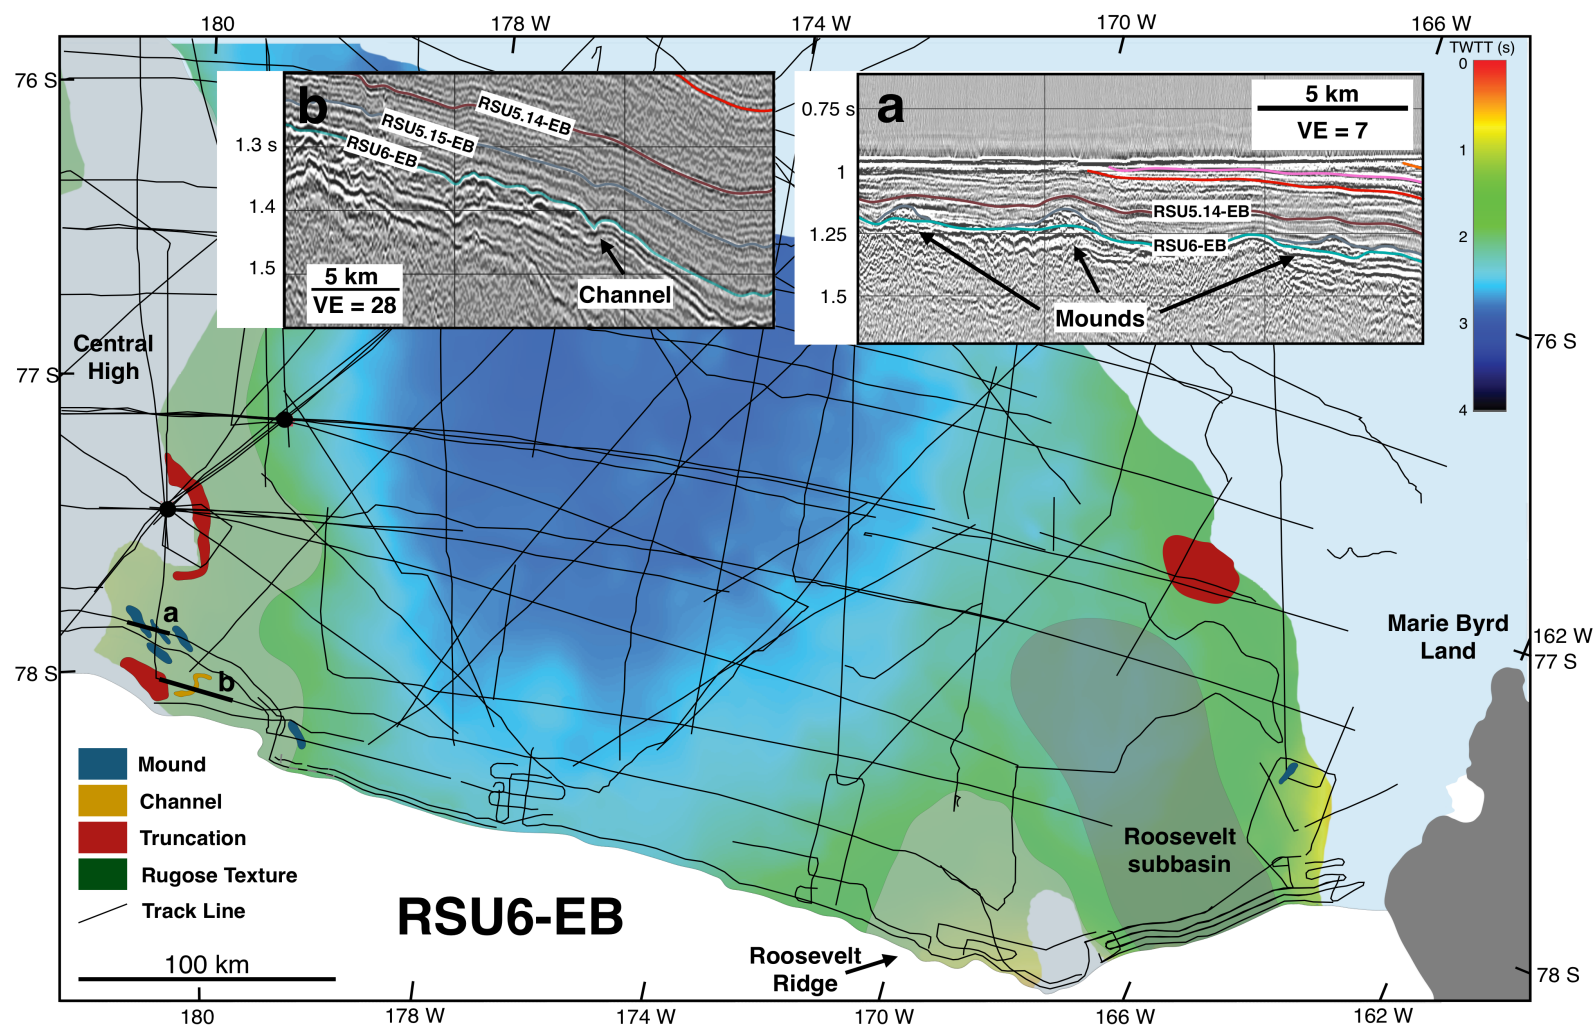 180
178 W
174 W
170 W
166 W
TWTT (s)
76 S
0
1
2
3
4
b
RSU5.14-EB
RSU5.15-EB
RSU6-EB
1.3 s
1.4
1.5
5 km
VE = 28
Channel
a
5 km
VE = 7
0.75 s
1
1.25
1.5
RSU5.14-EB
RSU6-EB
Mounds
Central
High
77 S
76 S
a
b
78 S
Marie Byrd
Land
162 W
77 S
Mound
Channel
Truncation
Rugose Texture
Track Line
100 km
RSU6-EB
Roosevelt
subbasin
Roosevelt
Ridge
78 S
180
178 W
174 W
170 W
166 W
162 W